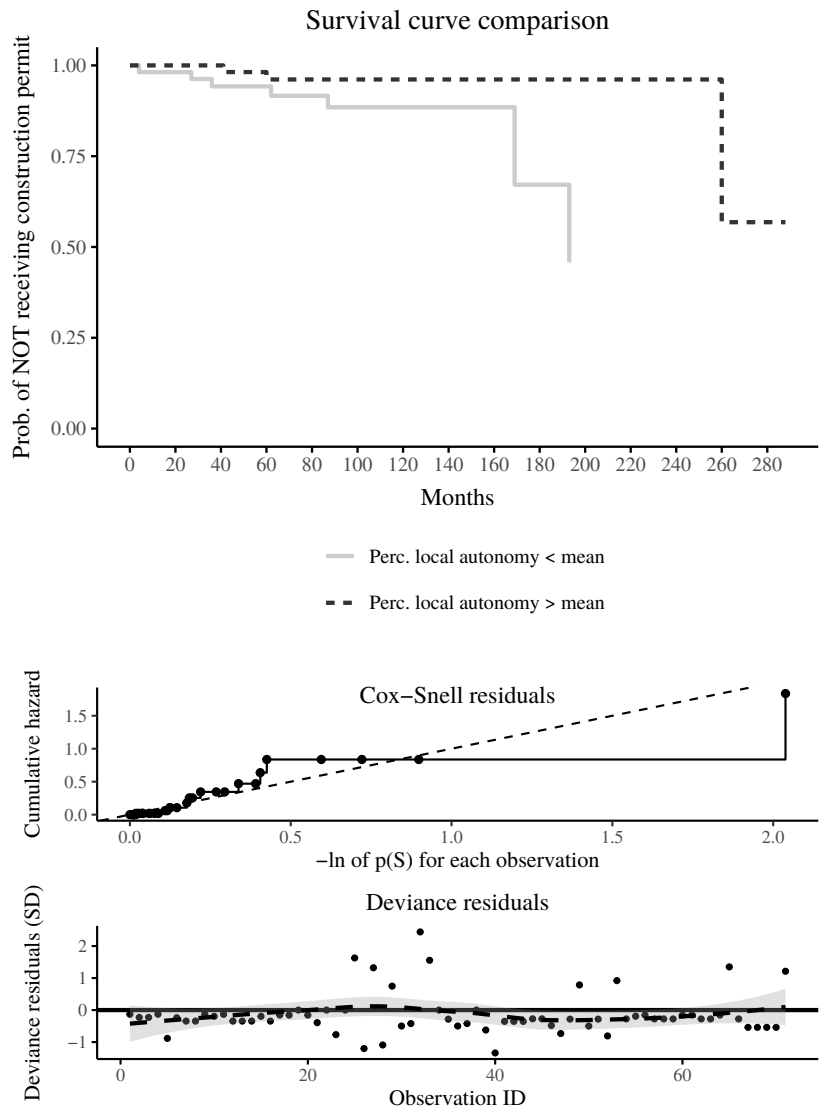 Survival curve comparison
Prob. of NOT receiving construction permit
1.00
0.75
0.50
0.25
0.00
0 20 40 60 80 100 120 140 160 180 200 220 240 260 280
Months
Perc. local autonomy < mean
Perc. local autonomy > mean
Cox−Snell residuals
Cumulative hazard
1.5
1.0
0.5
0.0
0.0 0.5 1.0 1.5 2.0
−ln of p(S) for each observation
Deviance residuals
Deviance residuals (SD)
2
1
0
−1
0 20 40 60
Observation ID